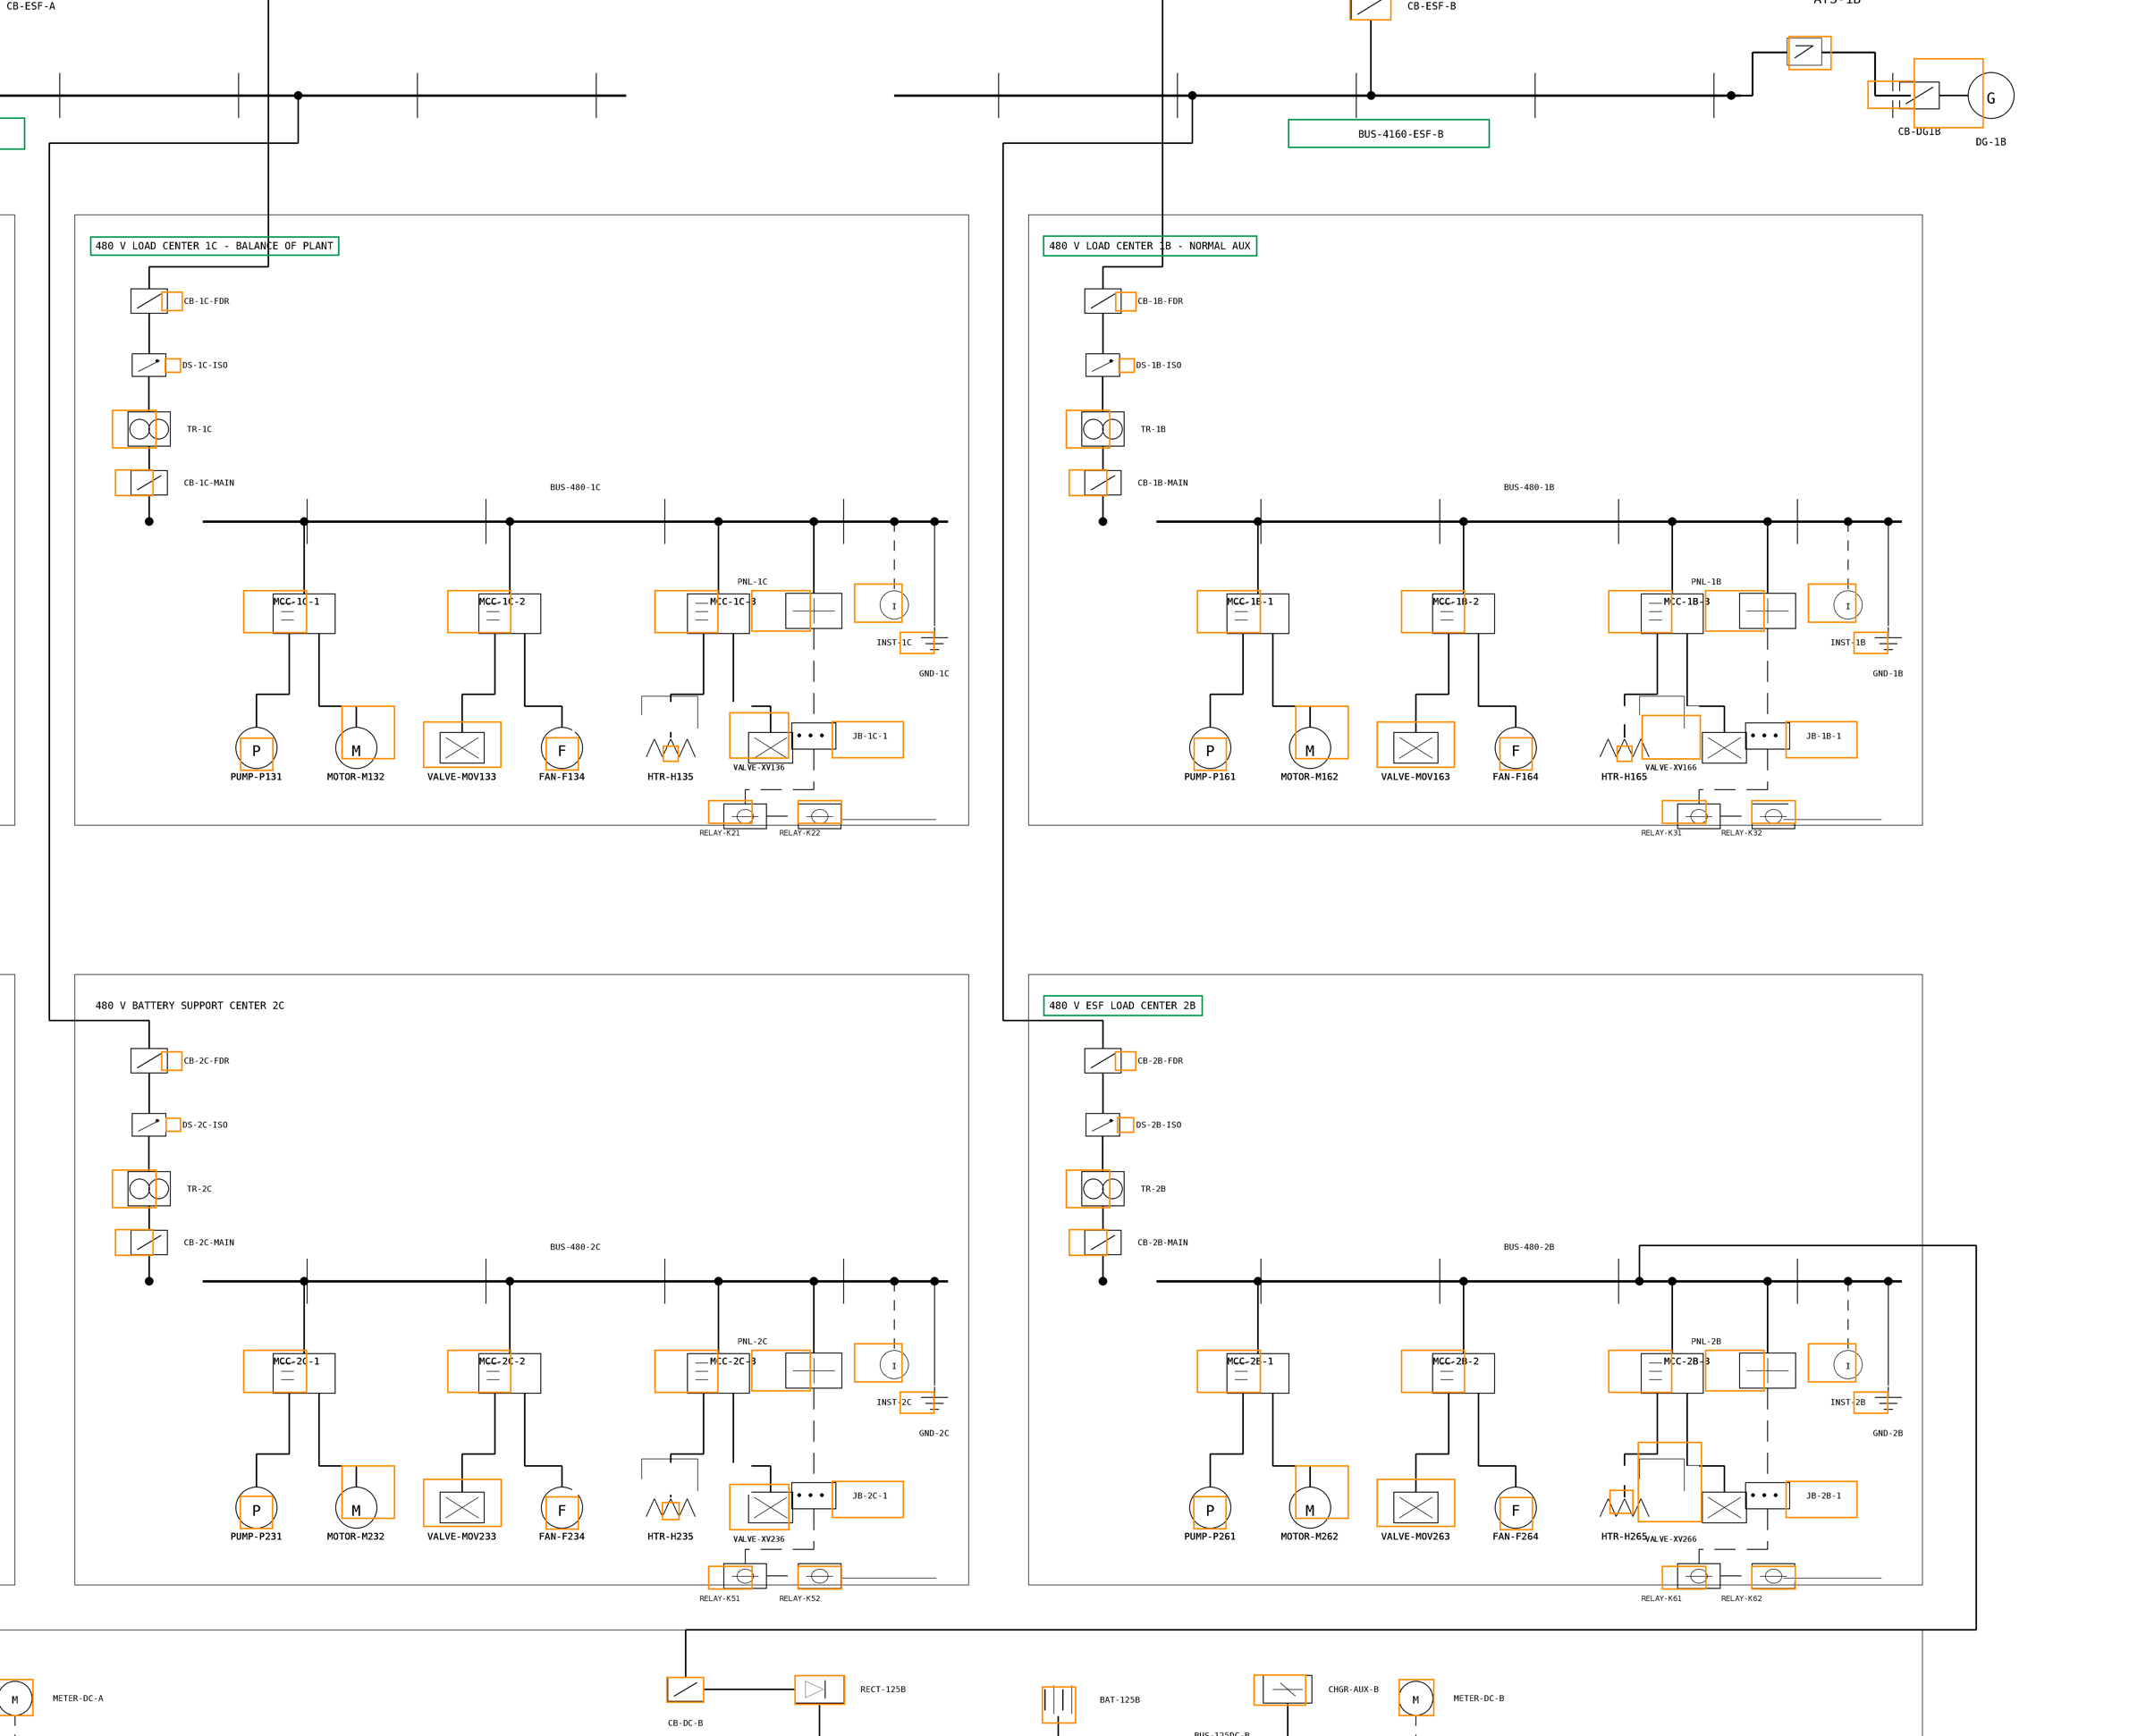 CB-ESF-A
CB-ESF-B
G
BUS-4160-ESF-B
CB-DG1B
DG-1B
480 V LOAD CENTER 1C - BALANCE OF PLANT
480 V LOAD CENTER 1B - NORMAL AUX
CB-1C-FDR
CB-1B-FDR
DS-1C-ISO
DS-1B-ISO
TR-1C
TR-1B
CB-1C-MAIN
BUS-480-1C
CB-1B-MAIN
BUS-480-1B
PNL-1C
PNL-1B
MCC-1C-1
MCC-1C-2
MCC-1C-3
I
MCC-1B-1
MCC-1B-2
MCC-1B-3
I
INST-1C
INST-1B
GND-1C
GND-1B
JB-1C-1
JB-1B-1
P
M
F
P
M
F
VALVE-XV136
VALVE-XV166
PUMP-P131
MOTOR-M132
VALVE-MOV133
FAN-F134
HTR-H135
PUMP-P161
MOTOR-M162
VALVE-MOV163
FAN-F164
HTR-H165
RELAY-K21
RELAY-K22
RELAY-K31
RELAY-K32
480 V BATTERY SUPPORT CENTER 2C
480 V ESF LOAD CENTER 2B
CB-2C-FDR
CB-2B-FDR
DS-2C-ISO
DS-2B-ISO
TR-2C
TR-2B
CB-2C-MAIN
BUS-480-2C
CB-2B-MAIN
BUS-480-2B
PNL-2C
PNL-2B
MCC-2C-1
MCC-2C-2
MCC-2C-3
I
MCC-2B-1
MCC-2B-2
MCC-2B-3
I
INST-2C
INST-2B
GND-2C
GND-2B
JB-2C-1
JB-2B-1
P
M
F
P
M
F
PUMP-P231
MOTOR-M232
VALVE-MOV233
FAN-F234
HTR-H235
VALVE-XV236
PUMP-P261
MOTOR-M262
VALVE-MOV263
FAN-F264
HTR-H265
VALVE-XV266
RELAY-K51
RELAY-K52
RELAY-K61
RELAY-K62
M
METER-DC-A
RECT-125B
BAT-125B
CHGR-AUX-B
M
METER-DC-B
CB-DC-B
BUS-125DC-B